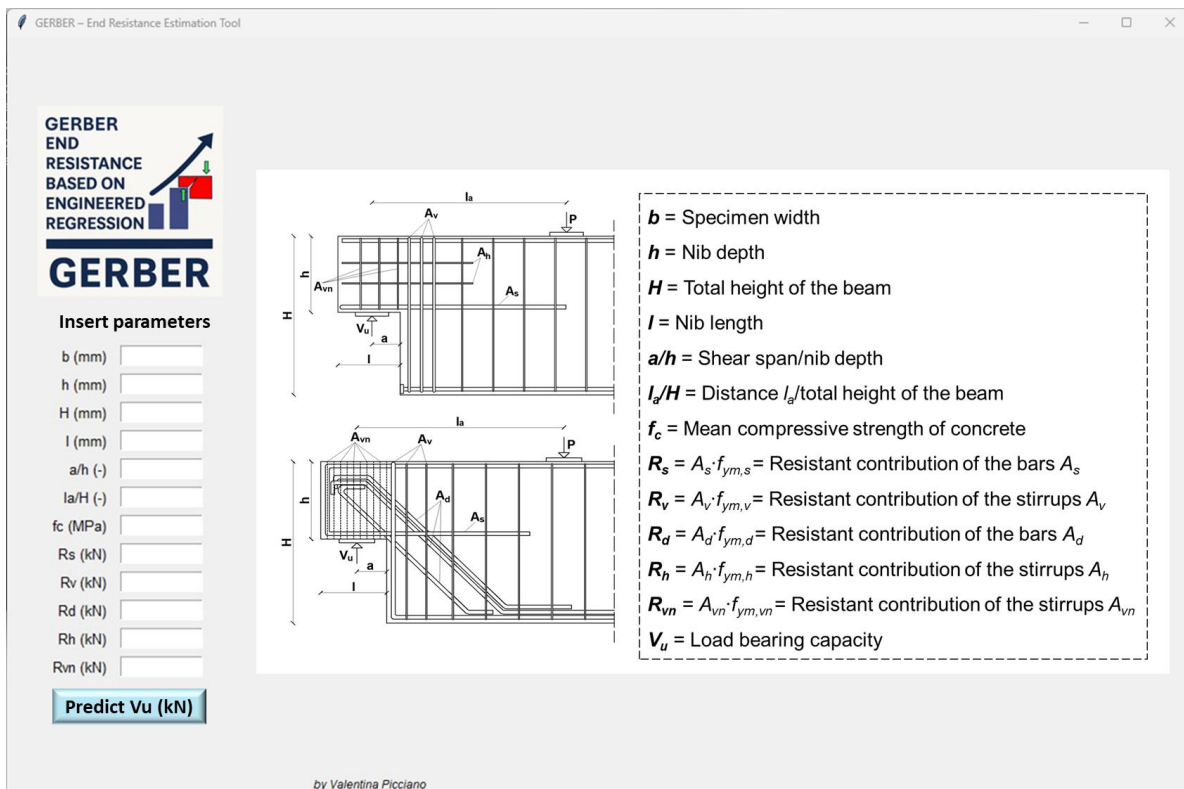 GERBER – End Resistance Estimation Tool
GERBER
END
RESISTANCE
BASED ON
ENGINEERED
REGRESSION
GERBER
Insert parameters
b (mm)
h (mm)
H (mm)
l (mm)
a/h (-)
la/H (-)
fc (MPa)
Rs (kN)
Rv (kN)
Rd (kN)
Rh (kN)
Rvn (kN)
Predict Vu (kN)
la
Av
P
Ah
h
Avn
As
H
Vu
a
l
la
Avn
Av
P
h
Ad
As
H
Vu
a
l
b = Specimen width
h = Nib depth
H = Total height of the beam
l = Nib length
a/h = Shear span/nib depth
la/H = Distance la/total height of the beam
fc = Mean compressive strength of concrete
Rs = As·fym,s= Resistant contribution of the bars As
Rv = Av·fym,v= Resistant contribution of the stirrups Av
Rd = Ad·fym,d= Resistant contribution of the bars Ad
Rh = Ah·fym,h= Resistant contribution of the stirrups Ah
Rvn = Avn·fym,vn= Resistant contribution of the stirrups Avn
Vu = Load bearing capacity
by Valentina Picciano